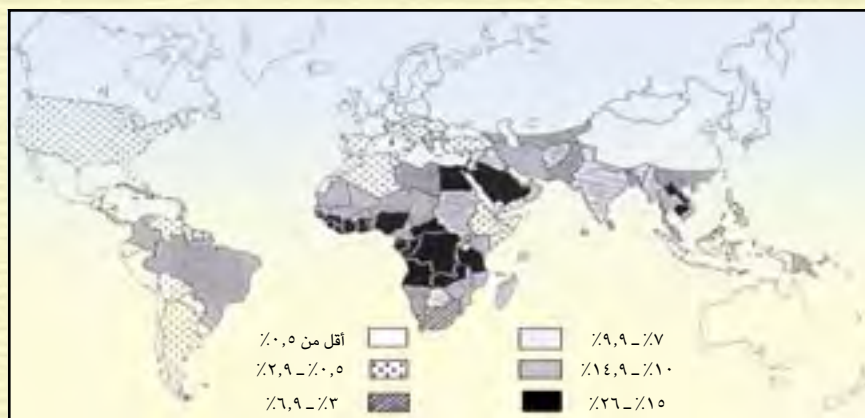 أقل من ٠,٥٪
٠,٥٪ – ٢,٩٪
٣٪ – ٦,٩٪
٧٪ – ٩,٩٪
١٠٪ – ١٤,٩٪
١٥٪ – ٢٦٪